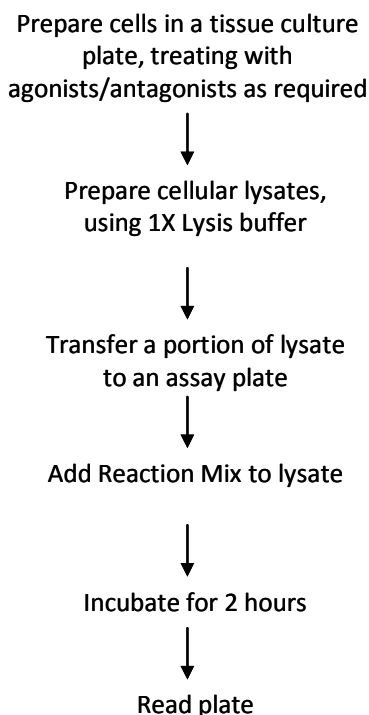 Prepare cells in a tissue culture
plate, treating with
agonists/antagonists as required
Prepare cellular lysates,
using 1X Lysis buffer
Transfer a portion of lysate
to an assay plate
Add Reaction Mix to lysate
Incubate for 2 hours
Read plate